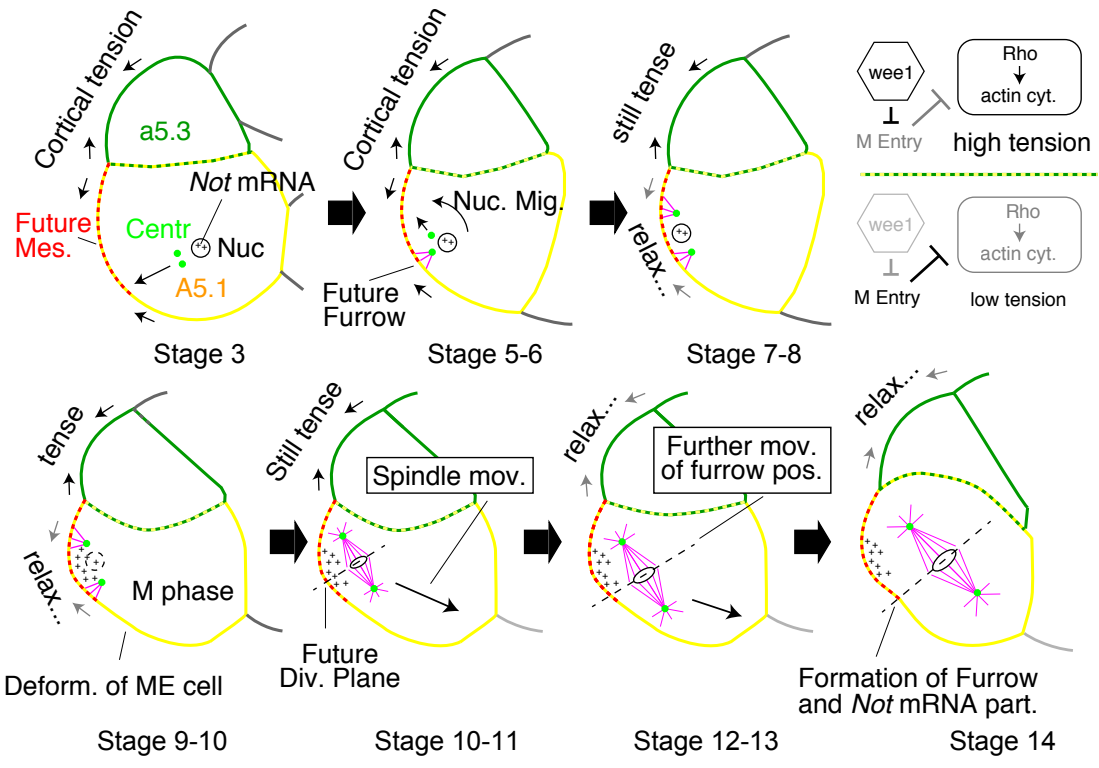 Cortical tension
a5.3
Not mRNA
Future
Mes.
Centr
Nuc
A5.1
++
Stage 3
Cortical tension
Nuc. Mig.
++
Future
Furrow
Stage 5-6
still tense
++
relax...
Stage 7-8
wee1
Rho
actin cyt.
M Entry
high tension
wee1
Rho
actin cyt.
M Entry
low tension
tense
relax...
M phase
Deform. of ME cell
Stage 9-10
Still tense
Spindle mov.
Future
Div. Plane
Stage 10-11
relax...
Further mov.
of furrow pos.
Stage 12-13
relax...
Formation of Furrow
and Not mRNA part.
Stage 14